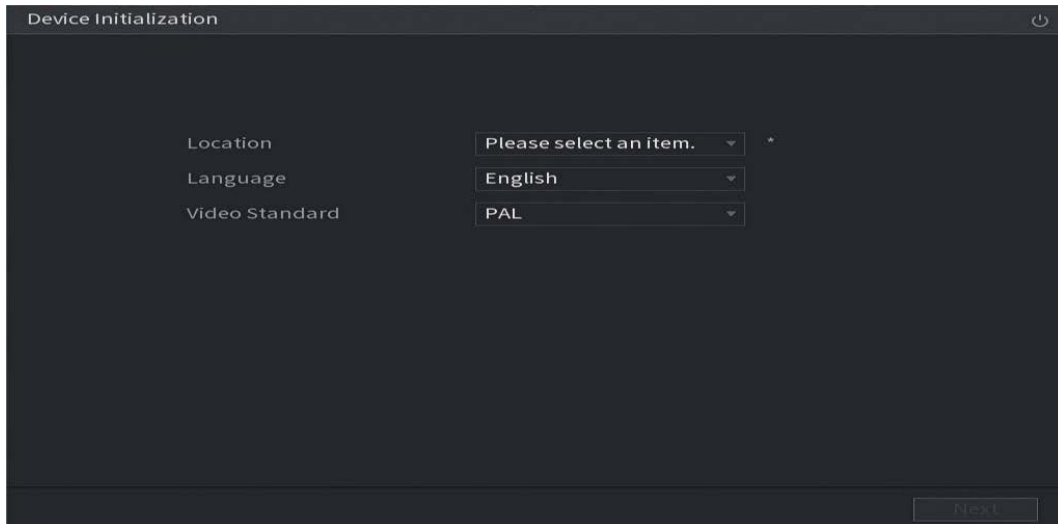 Device Initialization
Location Please select an item. *
Language English
Video Standard PAL
Next